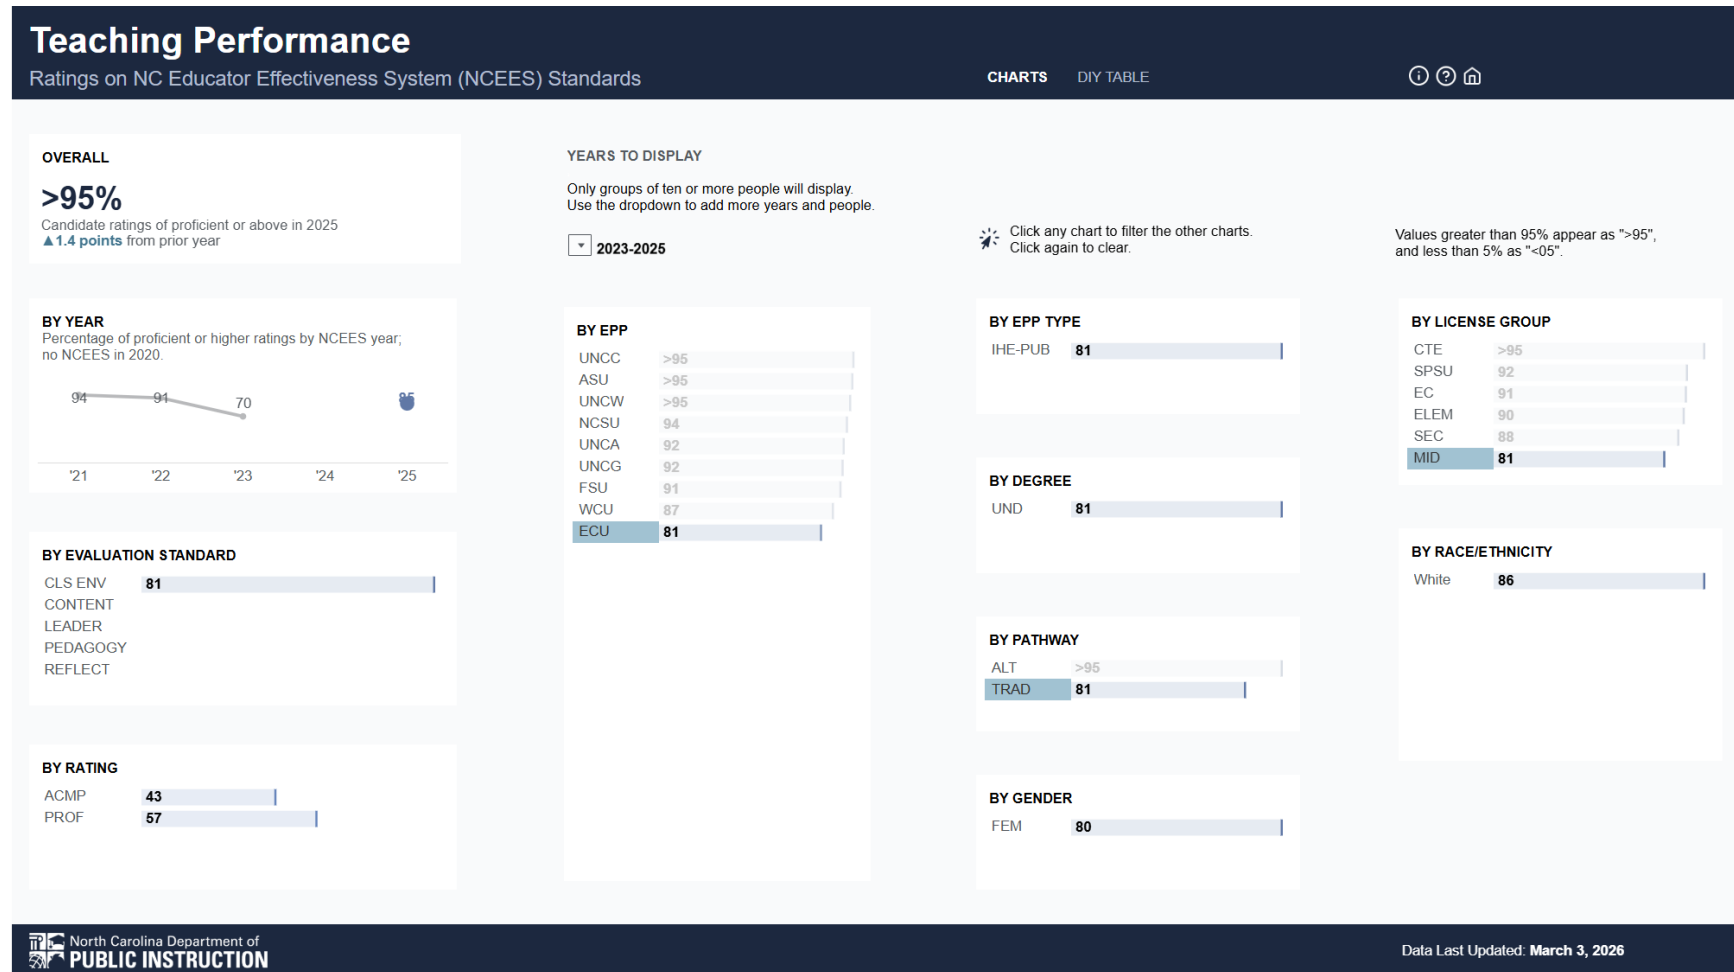 Teaching Performance
Ratings on NC Educator Effectiveness System (NCEES) Standards
CHARTS
DIY TABLE
OVERALL
>95%
Candidate ratings of proficient or above in 2025
▲1.4 points from prior year
YEARS TO DISPLAY
Only groups of ten or more people will display.
Use the dropdown to add more years and people.
2023-2025
Click any chart to filter the other charts.
Click again to clear.
Values greater than 95% appear as ">95",
and less than 5% as "<05".
BY YEAR
Percentage of proficient or higher ratings by NCEES year;
no NCEES in 2020.
94 91 70
'21 '22 '23 '24 '25
BY EVALUATION STANDARD
CLS ENV 81
CONTENT
LEADER
PEDAGOGY
REFLECT
BY RATING
ACMP 43
PROF 57
BY EPP
UNCC >95
ASU >95
UNCW >95
NCSU 94
UNCA 92
UNCG 92
FSU 91
WCU 87
ECU 81
BY EPP TYPE
IHE-PUB 81
BY DEGREE
UND 81
BY PATHWAY
ALT >95
TRAD 81
BY GENDER
FEM 80
BY LICENSE GROUP
CTE >95
SPSU 92
EC 91
ELEM 90
SEC 88
MID 81
BY RACE/ETHNICITY
White 86
North Carolina Department of
PUBLIC INSTRUCTION
Data Last Updated: March 3, 2026